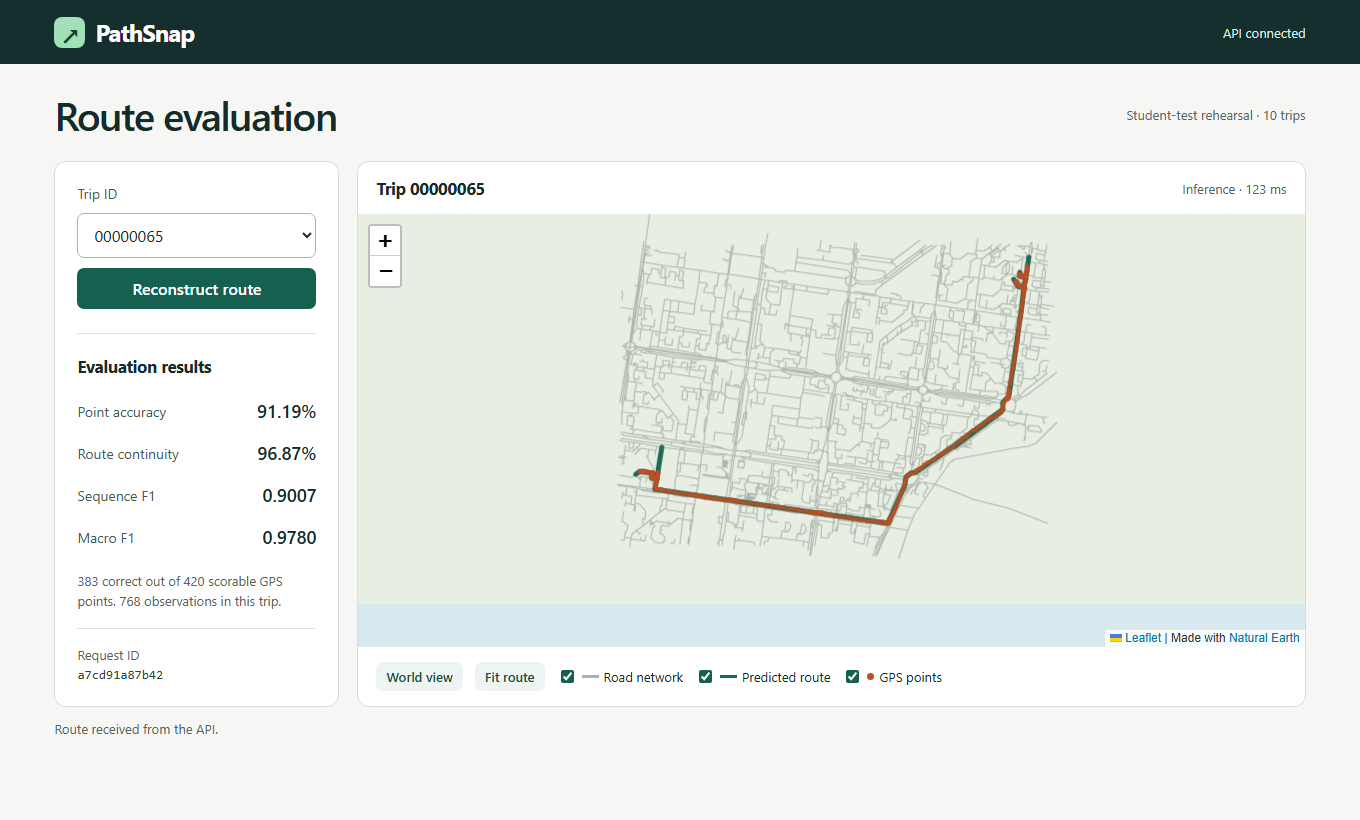 PathSnap
API connected
Route evaluation
Student-test rehearsal · 10 trips
Trip ID
00000065
Reconstruct route
Evaluation results
Point accuracy 91.19%
Route continuity 96.87%
Sequence F1 0.9007
Macro F1 0.9780
383 correct out of 420 scorable GPS
points. 768 observations in this trip.
Request ID
a7cd91a87b42
Trip 00000065
Inference · 123 ms
+
−
Leaflet | Made with Natural Earth
World view Fit route Road network Predicted route GPS points
Route received from the API.